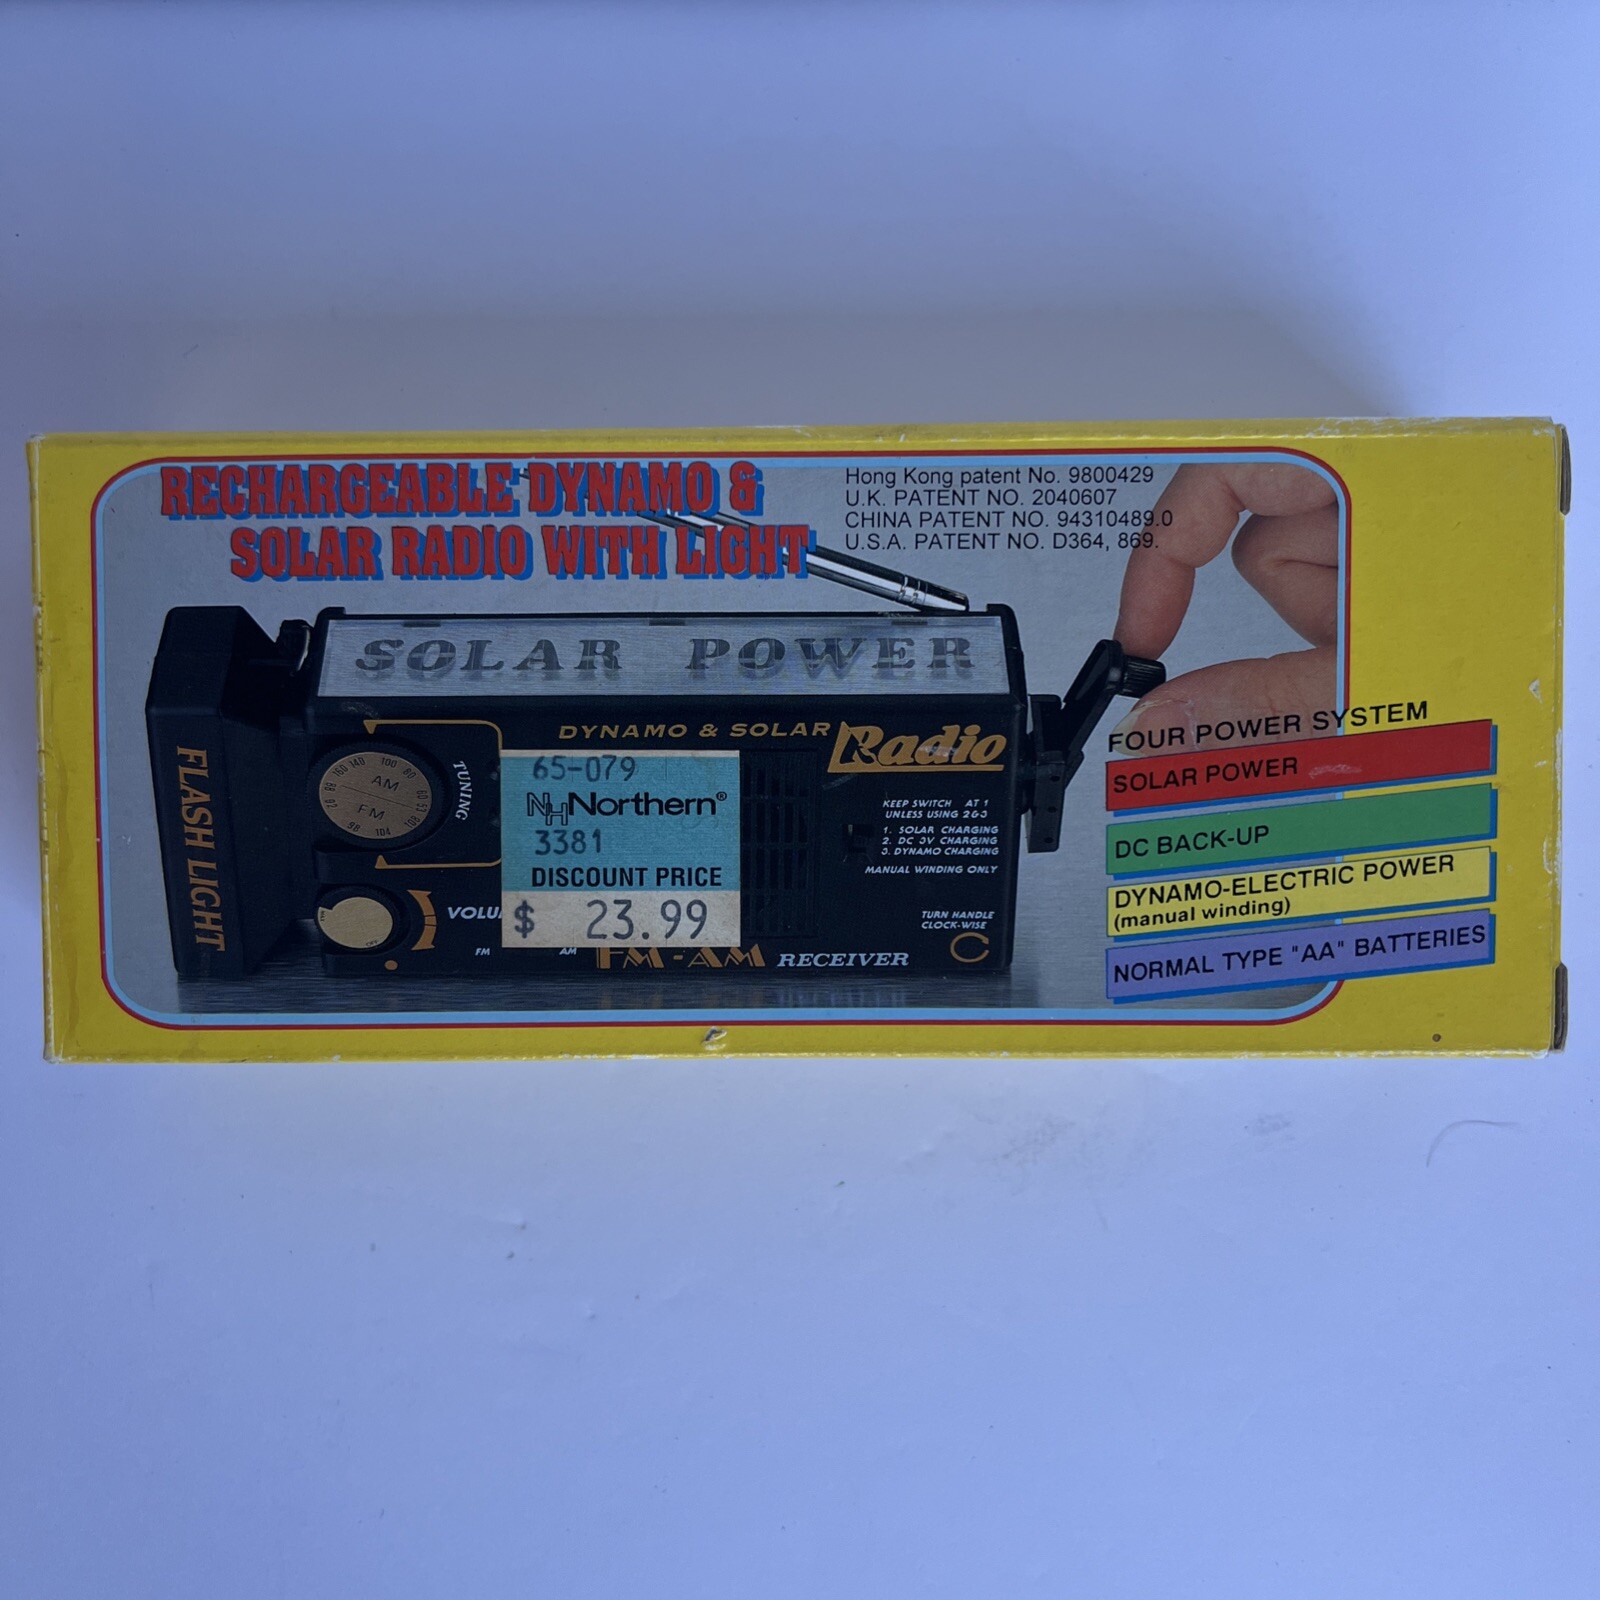 RECHARGEABLE DYNAMO &
SOLAR RADIO WITH LIGHT
Hong Kong patent No. 9800429
U.K. PATENT NO. 2040607
CHINA PATENT NO. 94310489.0
U.S.A. PATENT NO. D364, 869.
SOLAR POWER
DYNAMO & SOLAR
Radio
FLASH LIGHT
AM
FM
TUNING
65-079
NH Northern®
3381
DISCOUNT PRICE
$ 23.99
KEEP SWITCH AT 1
UNLESS USING 2&3
1. SOLAR CHARGING
2. DC 3V CHARGING
3. DYNAMO CHARGING
MANUAL WINDING ONLY
TURN HANDLE
CLOCK-WISE
FM
AM
FM-AM RECEIVER
FOUR POWER SYSTEM
SOLAR POWER
DC BACK-UP
DYNAMO-ELECTRIC POWER
(manual winding)
NORMAL TYPE "AA" BATTERIES